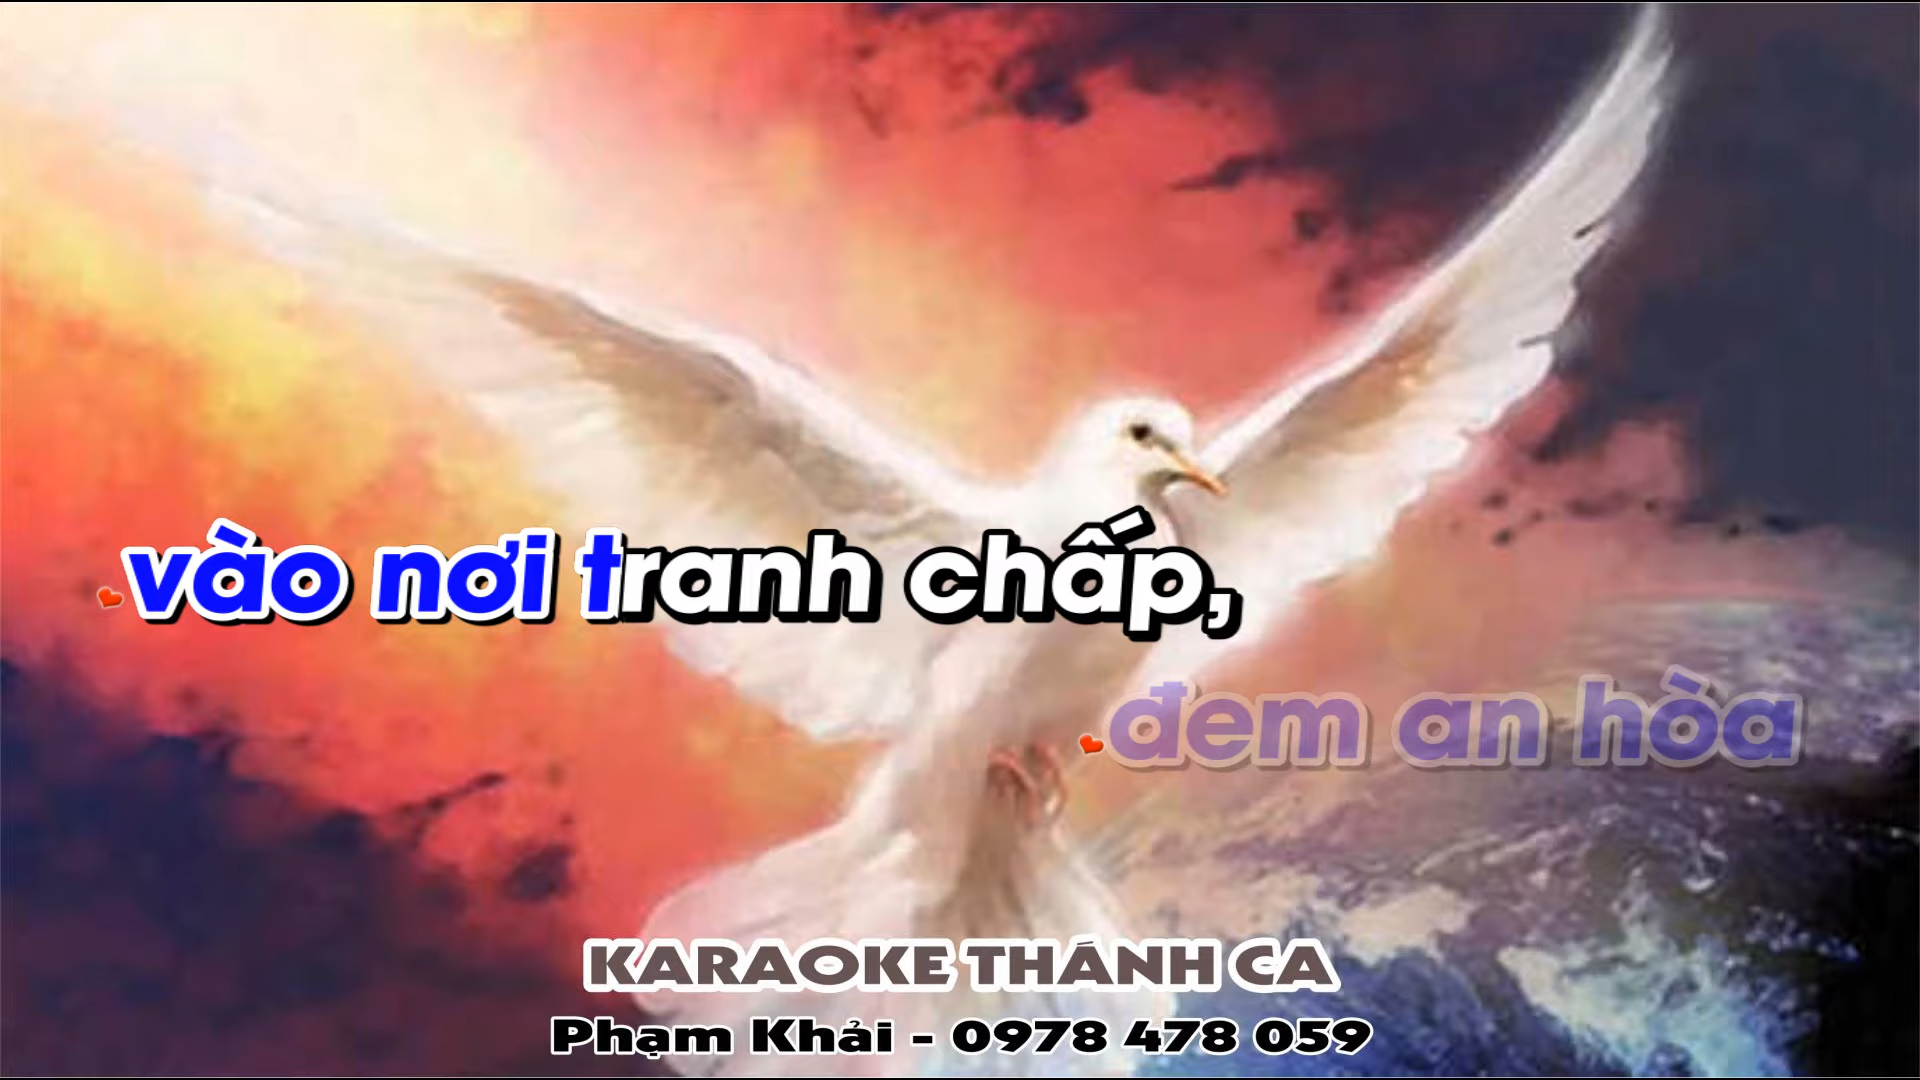 vào nơi tranh chấp,
đem an hòa
KARAOKE THÁNH CA
Phạm Khải - 0978 478 059